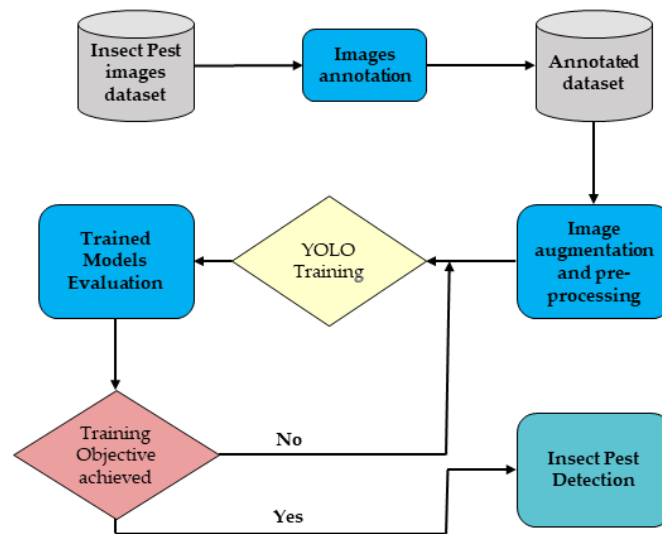 Insect Pest
images
dataset
Images
annotation
Annotated
dataset
Image
augmentation
and pre-
processing
YOLO
Training
Trained
Models
Evaluation
Training
Objective
achieved
No
Yes
Insect Pest
Detection